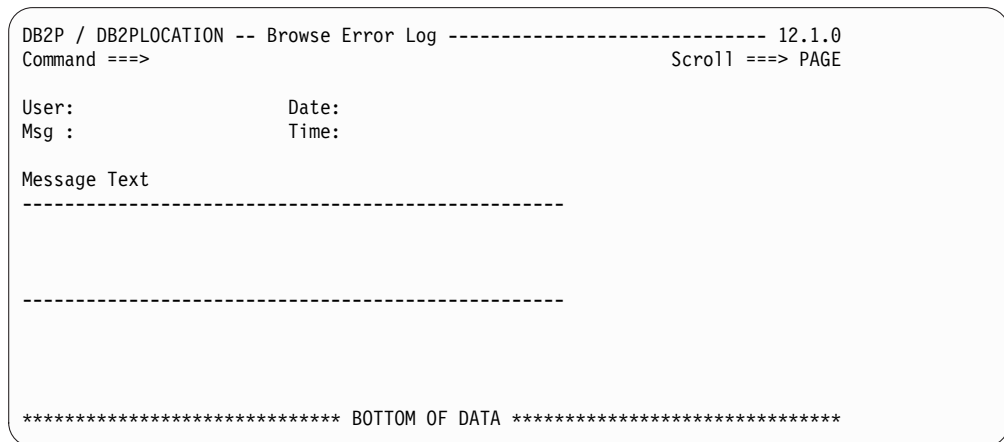 DB2P / DB2PLOCATION -- Browse Error Log ------------------------------ 12.1.0
Command ===>                                                  Scroll ===> PAGE
User:                    Date:
Msg :                    Time:
Message Text
---------------------------------------------------
---------------------------------------------------
****************************** BOTTOM OF DATA *******************************